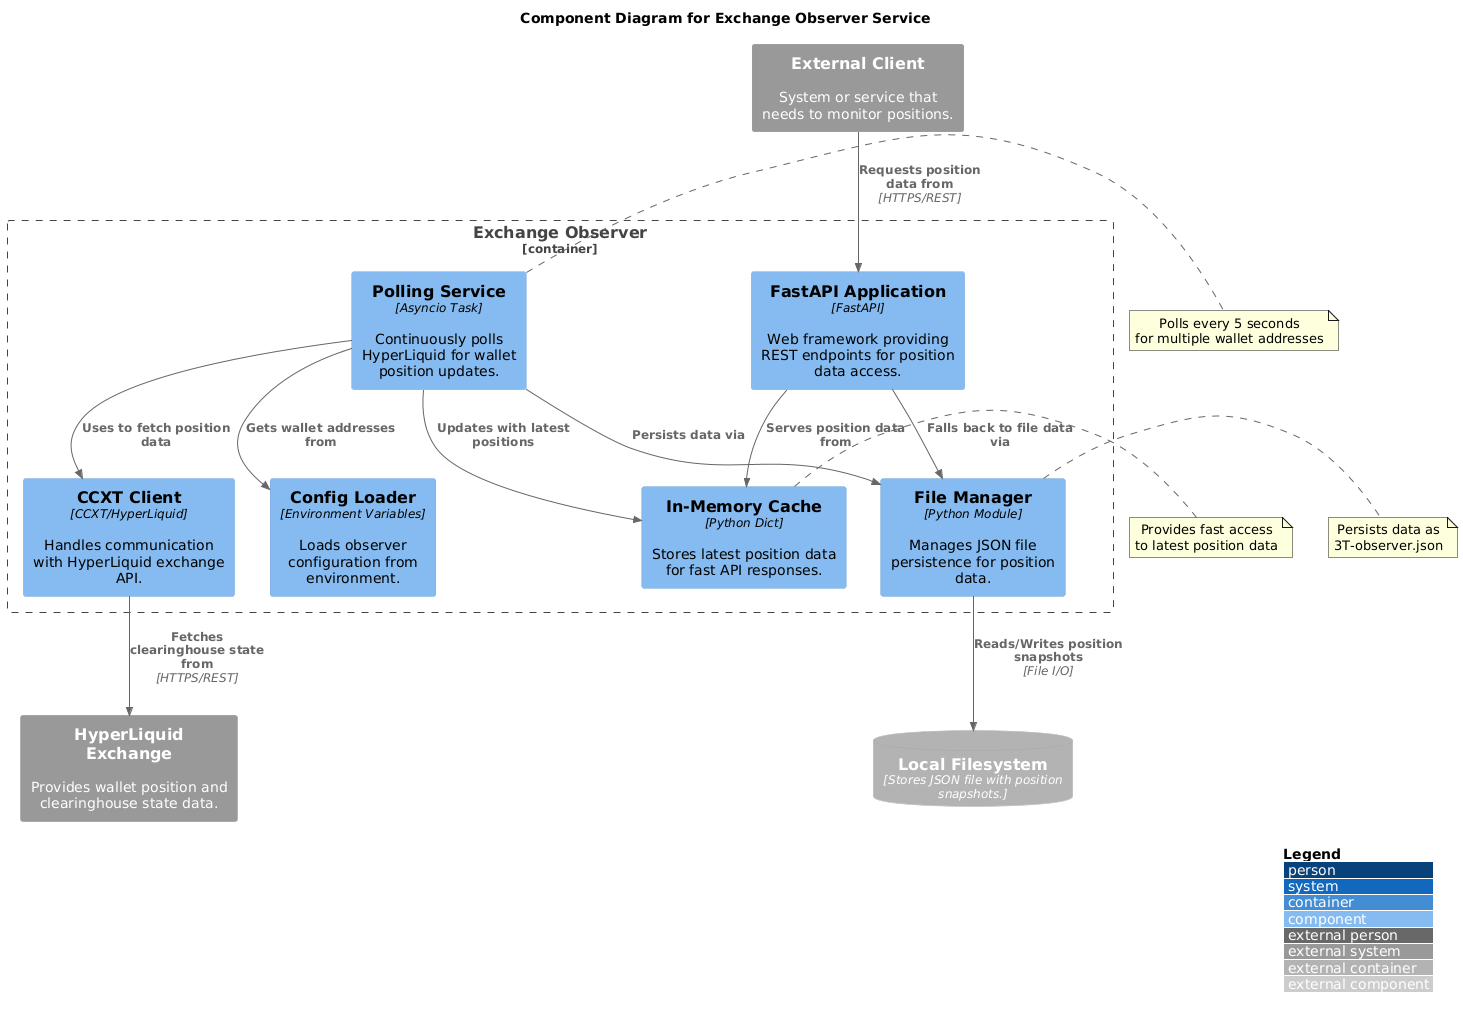 Component Diagram for Exchange Observer Service
External Client
System or service that
needs to monitor positions.
Requests position
data from
[HTTPS/REST]
Exchange Observer
[container]
Polling Service
[Asyncio Task]
Continuously polls
HyperLiquid for wallet
position updates.
FastAPI Application
[FastAPI]
Web framework providing
REST endpoints for position
data access.
Polls every 5 seconds
for multiple wallet addresses
Uses to fetch position
data
Gets wallet addresses
from
Updates with latest
positions
Persists data via
Serves position data
from
Falls back to file data
via
CCXT Client
[CCXT/HyperLiquid]
Handles communication
with HyperLiquid exchange
API.
Config Loader
[Environment Variables]
Loads observer
configuration from
environment.
In-Memory Cache
[Python Dict]
Stores latest position data
for fast API responses.
File Manager
[Python Module]
Manages JSON file
persistence for position
data.
Provides fast access
to latest position data
Persists data as
3T-observer.json
Fetches
clearinghouse state
from
[HTTPS/REST]
Reads/Writes position
snapshots
[File I/O]
HyperLiquid
Exchange
Provides wallet position and
clearinghouse state data.
Local Filesystem
[Stores JSON file with position
snapshots.]
Legend
person
system
container
component
external person
external system
external container
external component